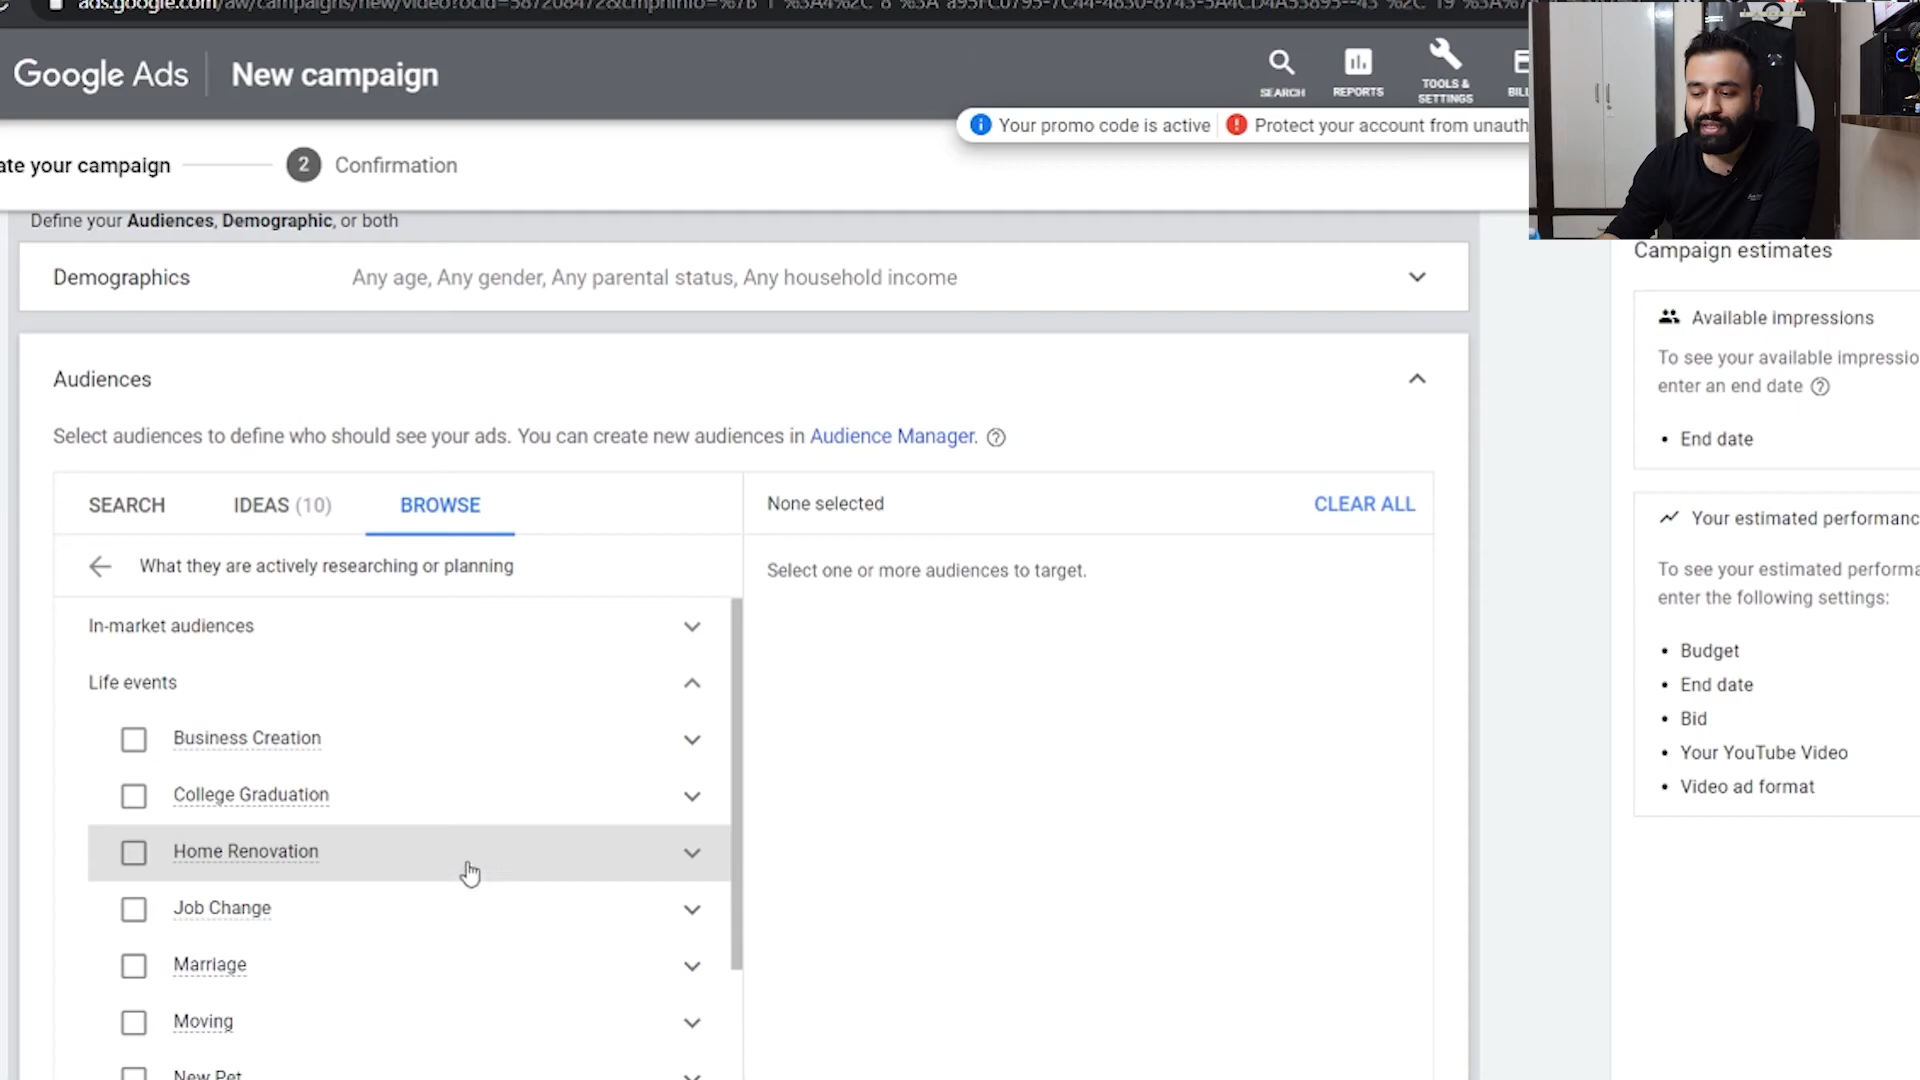 Google Ads
New campaign
SEARCH
REPORTS
TOOLS &
SETTINGS
Your promo code is active
Protect your account from
ate your campaign
2
Confirmation
Define your Audiences, Demographic, or both
Demographics
Any age, Any gender, Any parental status, Any household income
Audiences
Select audiences to define who should see your ads. You can create new audiences in Audience Manager.
SEARCH
IDEAS (10)
BROWSE
None selected
CLEAR ALL
What they are actively researching or planning
Select one or more audiences to target.
In-market audiences
Life events
Business Creation
College Graduation
Home Renovation
Job Change
Marriage
Moving
New Pet
Campaign estimates
Available impressions
To see your available impressio
enter an end date
• End date
Your estimated performanc
To see your estimated performa
enter the following settings:
• Budget
• End date
• Bid
• Your YouTube Video
• Video ad format